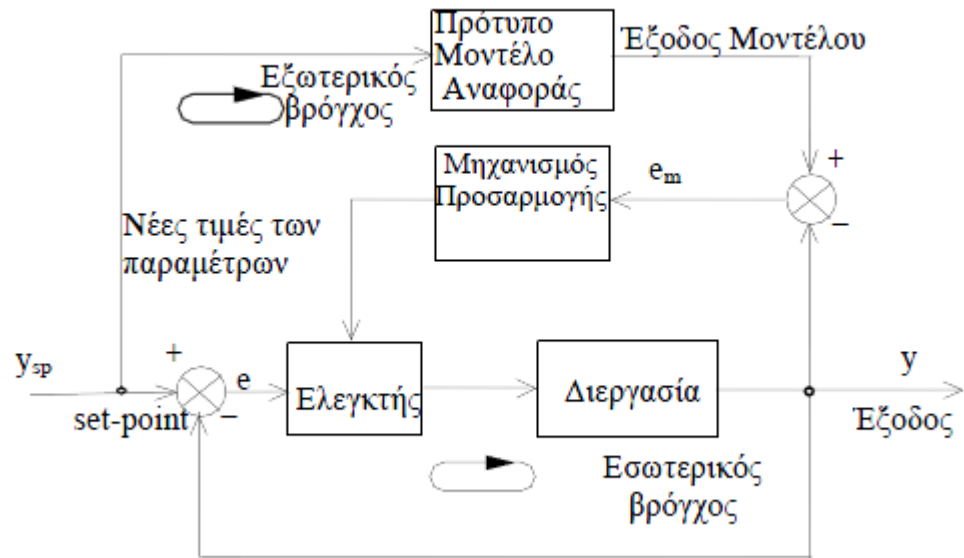 Πρότυπο
Μοντέλο
Αναφοράς
Έξοδος Μοντέλου
Εξωτερικός
βρόγχος
+
Μηχανισμός
Προσαρμογής
e_m
−
Νέες τιμές των
παραμέτρων
y_sp
+
e
−
set-point
Ελεγκτής
Διεργασία
y
Έξοδος
Εσωτερικός
βρόγχος